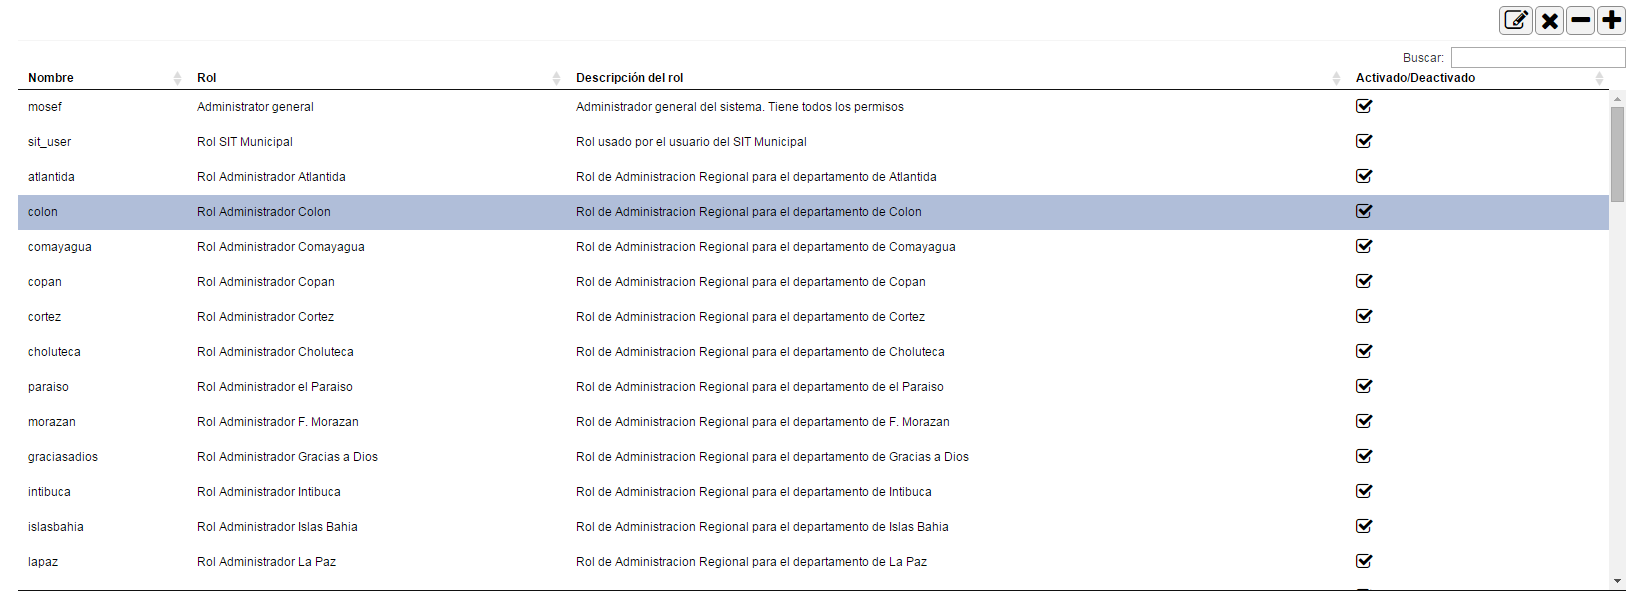 Buscar:
Nombre Rol Descripción del rol Activado/Deactivado
mosef Administrator general Administrador general del sistema. Tiene todos los permisos
sit_user Rol SIT Municipal Rol usado por el usuario del SIT Municipal
atlantida Rol Administrador Atlantida Rol de Administracion Regional para el departamento de Atlantida
colon Rol Administrador Colon Rol de Administracion Regional para el departamento de Colon
comayagua Rol Administrador Comayagua Rol de Administracion Regional para el departamento de Comayagua
copan Rol Administrador Copan Rol de Administracion Regional para el departamento de Copan
cortez Rol Administrador Cortez Rol de Administracion Regional para el departamento de Cortez
choluteca Rol Administrador Choluteca Rol de Administracion Regional para el departamento de Choluteca
paraiso Rol Administrador el Paraiso Rol de Administracion Regional para el departamento de el Paraiso
morazan Rol Administrador F. Morazan Rol de Administracion Regional para el departamento de F. Morazan
graciasadios Rol Administrador Gracias a Dios Rol de Administracion Regional para el departamento de Gracias a Dios
intibuca Rol Administrador Intibuca Rol de Administracion Regional para el departamento de Intibuca
islasbahia Rol Administrador Islas Bahia Rol de Administracion Regional para el departamento de Islas Bahia
lapaz Rol Administrador La Paz Rol de Administracion Regional para el departamento de La Paz